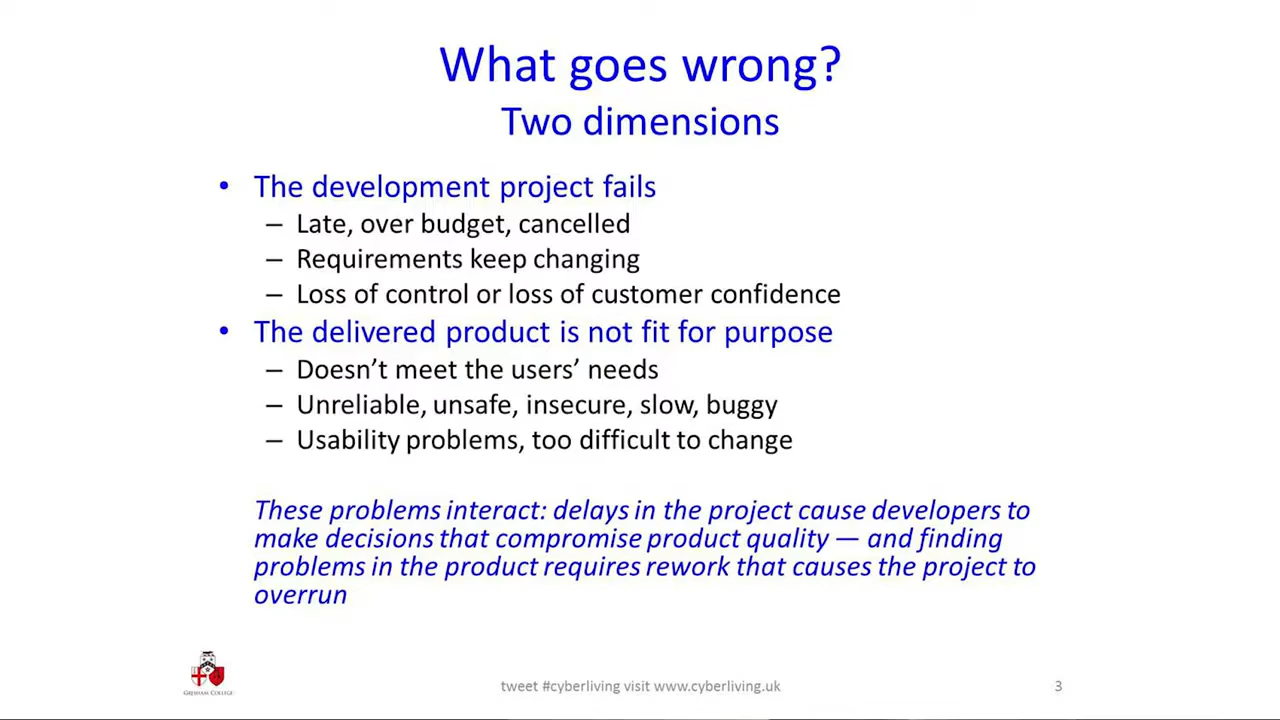 What goes wrong?
Two dimensions
• The development project fails
– Late, over budget, cancelled
– Requirements keep changing
– Loss of control or loss of customer confidence
• The delivered product is not fit for purpose
– Doesn’t meet the users’ needs
– Unreliable, unsafe, insecure, slow, buggy
– Usability problems, too difficult to change
These problems interact: delays in the project cause developers to
make decisions that compromise product quality — and finding
problems in the product requires rework that causes the project to
overrun
GRESHAM COLLEGE
tweet #cyberliving visit www.cyberliving.uk
3